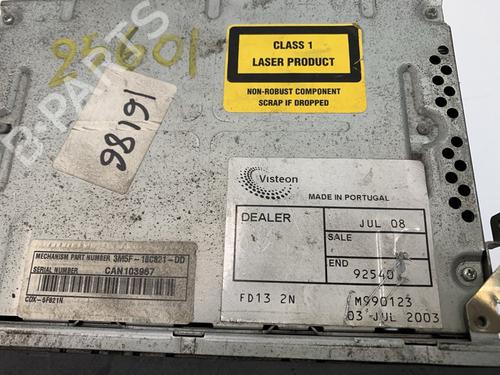 25601
CLASS 1
LASER PRODUCT
NON-ROBUST COMPONENT
SCRAP IF DROPPED
B-PARTS
16186
Visteon
MADE IN PORTUGAL
DEALER
JUL 08
SALE
END
92540
FD13 2N
M990123
03 JUL 2003
MECHANISM PART NUMBER 3M5F-18C821-DD
SERIAL NUMBER CAN103967
CDX-5F621N